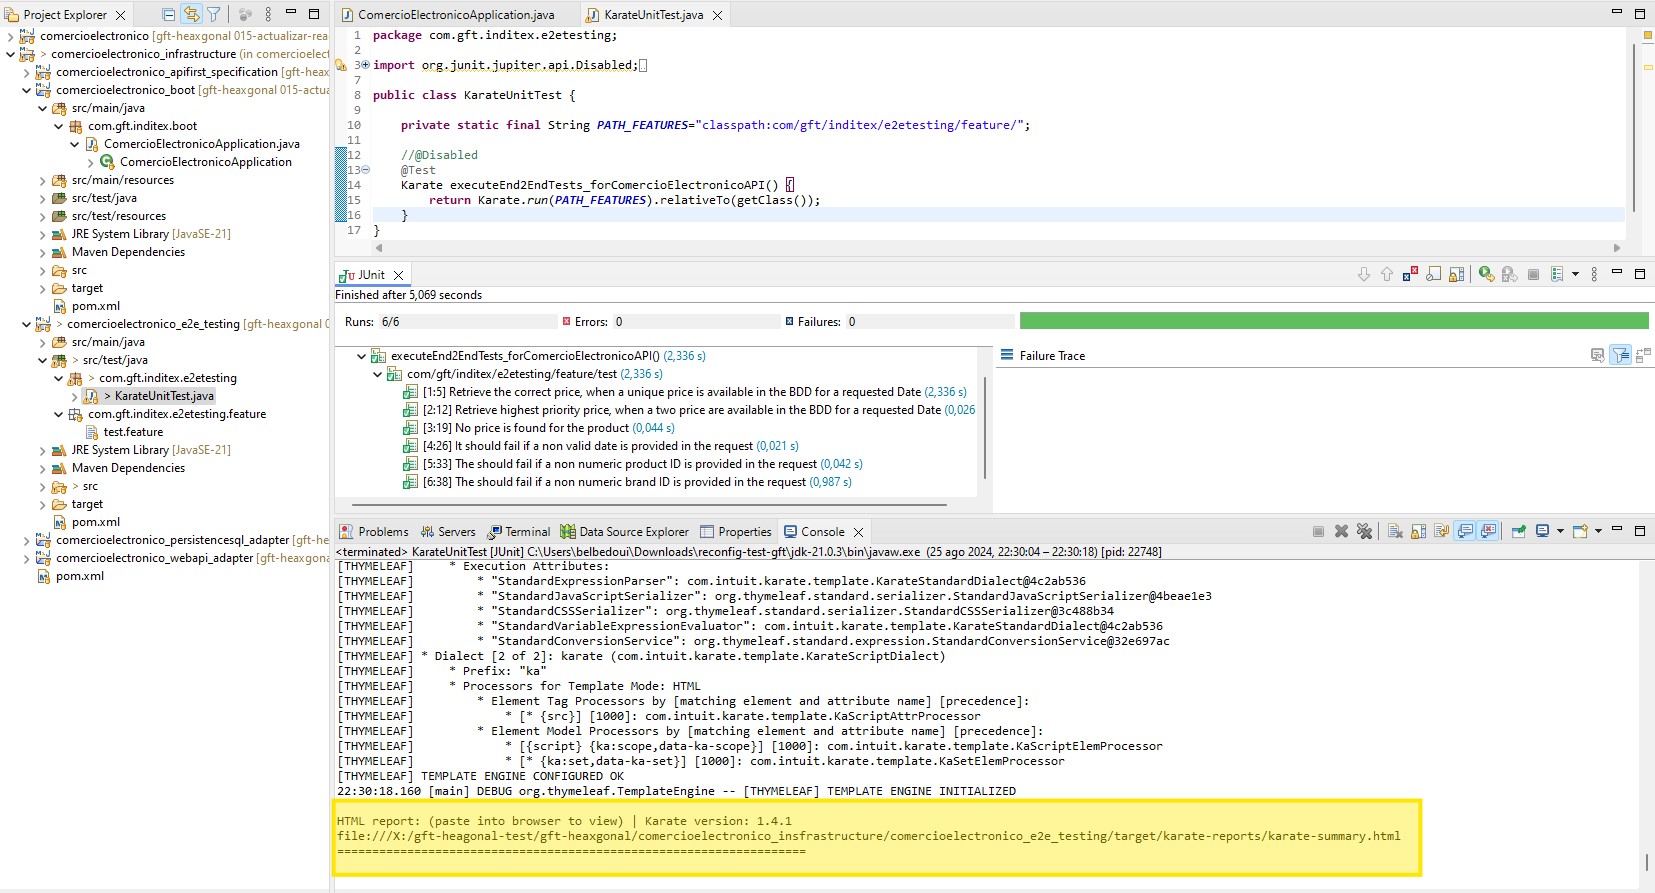 Project Explorer
comercioelectronico [gft-heaxgonal 015-actualizar-rea
> comercioelectronico_infrastructure (in comercioelect
comercioelectronico_apifirst_specification [gft-heaxg
comercioelectronico_boot [gft-heaxgonal 015-actua
src/main/java
com.gft.inditex.boot
ComercioElectronicoApplication.java
ComercioElectronicoApplication
src/main/resources
src/test/java
src/test/resources
JRE System Library [JavaSE-21]
Maven Dependencies
src
target
pom.xml
> comercioelectronico_e2e_testing [gft-heaxgonal 0
src/main/java
> src/test/java
> com.gft.inditex.e2etesting
> KarateUnitTest.java
com.gft.inditex.e2etesting.feature
test.feature
JRE System Library [JavaSE-21]
Maven Dependencies
> src
target
pom.xml
comercioelectronico_persistencesql_adapter [gft-he
comercioelectronico_webapi_adapter [gft-heaxgona
pom.xml
ComercioElectronicoApplication.java KarateUnitTest.java
1 package com.gft.inditex.e2etesting;
2
3 import org.junit.jupiter.api.Disabled;
7
8 public class KarateUnitTest {
9
10 private static final String PATH_FEATURES="classpath:com/gft/inditex/e2etesting/feature/";
11
12 //@Disabled
13 @Test
14 Karate executeEnd2EndTests_forComercioElectronicoAPI() {
15 return Karate.run(PATH_FEATURES).relativeTo(getClass());
16 }
17 }
JUnit
Finished after 5,069 seconds
Runs: 6/6 Errors: 0 Failures: 0
executeEnd2EndTests_forComercioElectronicoAPI() (2,336 s)
com/gft/inditex/e2etesting/feature/test (2,336 s)
[1:5] Retrieve the correct price, when a unique price is available in the BDD for a requested Date (2,336 s)
[2:12] Retrieve highest priority price, when a two price are available in the BDD for a requested Date (0,026
[3:19] No price is found for the product (0,044 s)
[4:26] It should fail if a non valid date is provided in the request (0,021 s)
[5:33] The should fail if a non numeric product ID is provided in the request (0,042 s)
[6:38] The should fail if a non numeric brand ID is provided in the request (0,987 s)
Failure Trace
Problems Servers Terminal Data Source Explorer Properties Console
<terminated> KarateUnitTest [JUnit] C:\Users\belbedoui\Downloads\reconfig-test-gft\jdk-21.0.3\bin\javaw.exe (25 ago 2024, 22:30:04 – 22:30:18) [pid: 22748]
[THYMELEAF] * Execution Attributes:
[THYMELEAF] * "StandardExpressionParser": com.intuit.karate.template.KarateStandardDialect@4c2ab536
[THYMELEAF] * "StandardJavaScriptSerializer": org.thymeleaf.standard.serializer.StandardJavaScriptSerializer@4beae1e3
[THYMELEAF] * "StandardCSSSerializer": org.thymeleaf.standard.serializer.StandardCSSSerializer@3c488b34
[THYMELEAF] * "StandardVariableExpressionEvaluator": com.intuit.karate.template.KarateStandardDialect@4c2ab536
[THYMELEAF] * "StandardConversionService": org.thymeleaf.standard.expression.StandardConversionService@32e697ac
[THYMELEAF] * Dialect [2 of 2]: karate (com.intuit.karate.template.KarateScriptDialect)
[THYMELEAF] * Prefix: "ka"
[THYMELEAF] * Processors for Template Mode: HTML
[THYMELEAF] * Element Tag Processors by [matching element and attribute name] [precedence]:
[THYMELEAF] * [* {src}] [1000]: com.intuit.karate.template.KaScriptAttrProcessor
[THYMELEAF] * Element Model Processors by [matching element and attribute name] [precedence]:
[THYMELEAF] * [{script} {ka:scope,data-ka-scope}] [1000]: com.intuit.karate.template.KaScriptElemProcessor
[THYMELEAF] * [* {ka:set,data-ka-set}] [1000]: com.intuit.karate.template.KaSetElemProcessor
[THYMELEAF] TEMPLATE ENGINE CONFIGURED OK
22:30:18.160 [main] DEBUG org.thymeleaf.TemplateEngine -- [THYMELEAF] TEMPLATE ENGINE INITIALIZED
HTML report: (paste into browser to view) | Karate version: 1.4.1
file:///X:/gft-heagonal-test/gft-heaxgonal/comercioelectronico_insfrastructure/comercioelectronico_e2e_testing/target/karate-reports/karate-summary.html
===================================================================